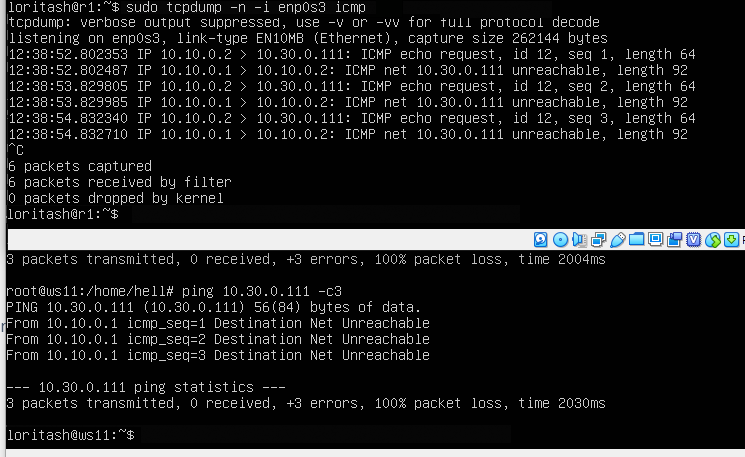 loritash@r1:~$ sudo tcpdump -n -i enp0s3 icmp
tcpdump: verbose output suppressed, use -v or -vv for full protocol decode
listening on enp0s3, link-type EN10MB (Ethernet), capture size 262144 bytes
12:38:52.802353 IP 10.10.0.2 > 10.30.0.111: ICMP echo request, id 12, seq 1, length 64
12:38:52.802487 IP 10.10.0.1 > 10.10.0.2: ICMP net 10.30.0.111 unreachable, length 92
12:38:53.829805 IP 10.10.0.2 > 10.30.0.111: ICMP echo request, id 12, seq 2, length 64
12:38:53.829985 IP 10.10.0.1 > 10.10.0.2: ICMP net 10.30.0.111 unreachable, length 92
12:38:54.832340 IP 10.10.0.2 > 10.30.0.111: ICMP echo request, id 12, seq 3, length 64
12:38:54.832710 IP 10.10.0.1 > 10.10.0.2: ICMP net 10.30.0.111 unreachable, length 92
^C
6 packets captured
6 packets received by filter
0 packets dropped by kernel
loritash@r1:~$
3 packets transmitted, 0 received, +3 errors, 100% packet loss, time 2004ms
root@ws11:/home/hell# ping 10.30.0.111 -c3
PING 10.30.0.111 (10.30.0.111) 56(84) bytes of data.
From 10.10.0.1 icmp_seq=1 Destination Net Unreachable
From 10.10.0.1 icmp_seq=2 Destination Net Unreachable
From 10.10.0.1 icmp_seq=3 Destination Net Unreachable
--- 10.30.0.111 ping statistics ---
3 packets transmitted, 0 received, +3 errors, 100% packet loss, time 2030ms
loritash@ws11:~$